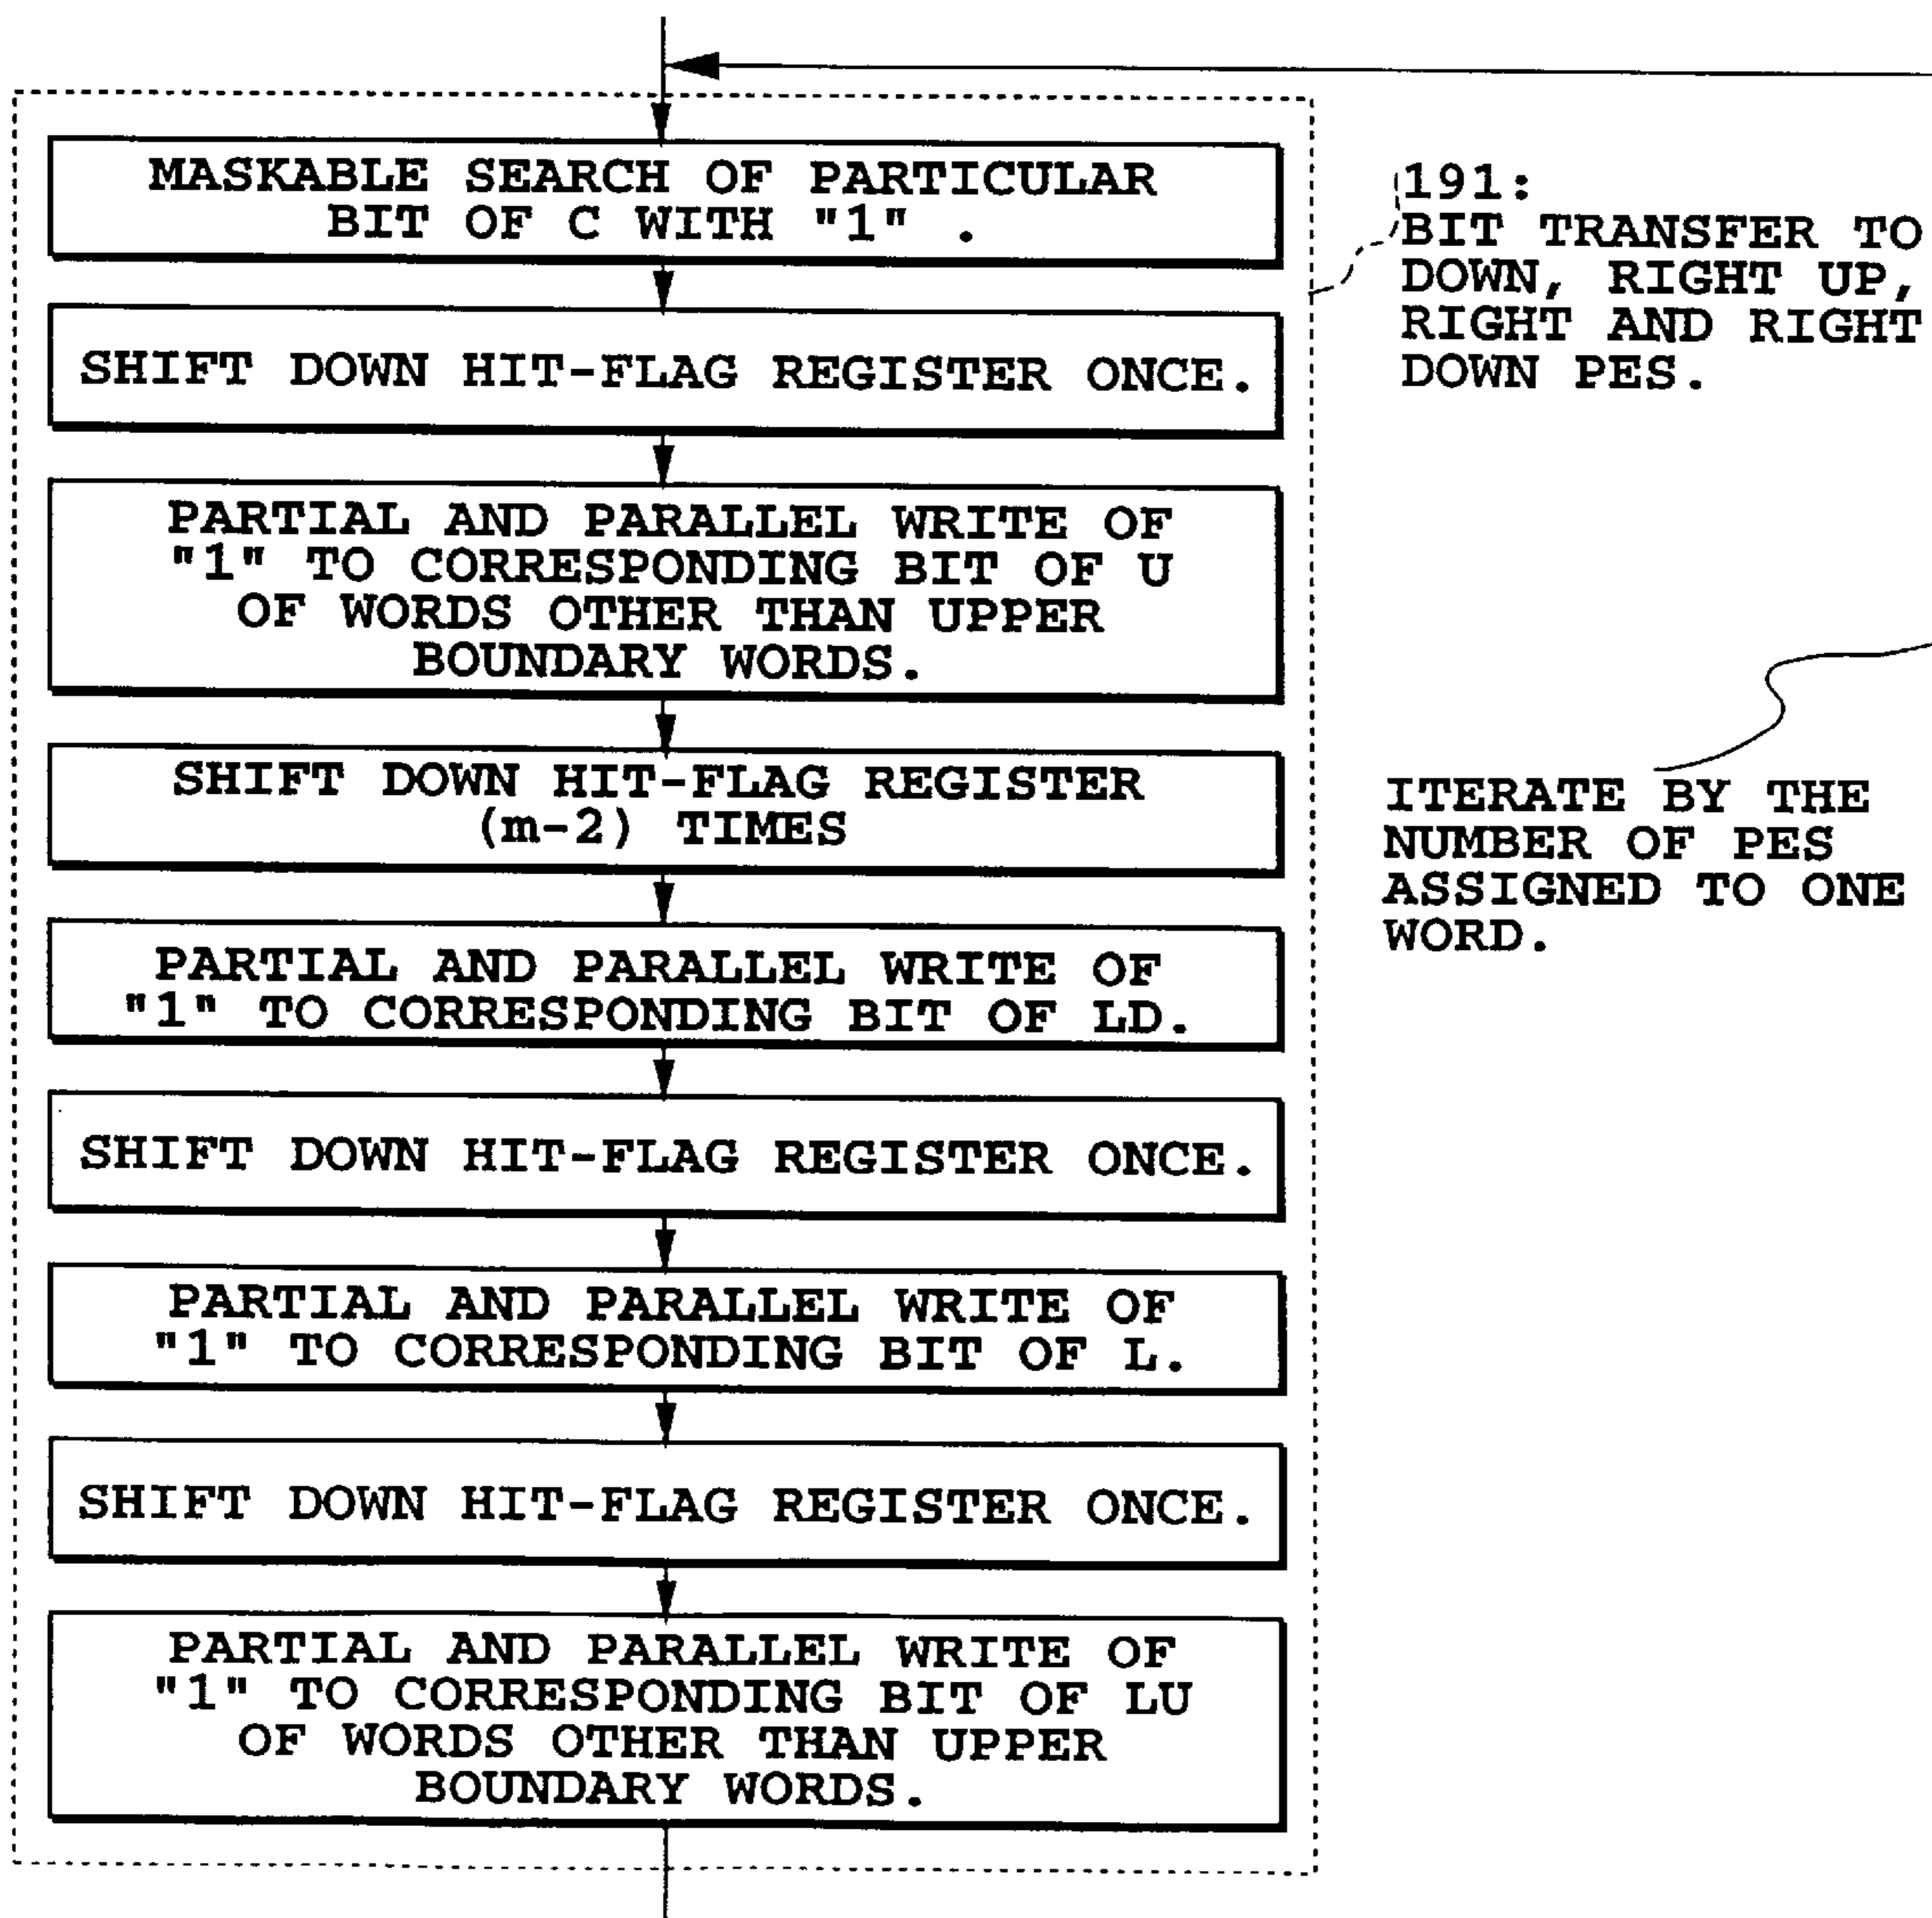 MASKABLE SEARCH OF PARTICULAR
BIT OF C WITH "1" .
SHIFT DOWN HIT-FLAG REGISTER ONCE.
PARTIAL AND PARALLEL WRITE OF
"1" TO CORRESPONDING BIT OF U
OF WORDS OTHER THAN UPPER
BOUNDARY WORDS.
SHIFT DOWN HIT-FLAG REGISTER
(m-2) TIMES
PARTIAL AND PARALLEL WRITE OF
"1" TO CORRESPONDING BIT OF LD.
SHIFT DOWN HIT-FLAG REGISTER ONCE.
PARTIAL AND PARALLEL WRITE OF
"1" TO CORRESPONDING BIT OF L.
SHIFT DOWN HIT-FLAG REGISTER ONCE.
PARTIAL AND PARALLEL WRITE OF
"1" TO CORRESPONDING BIT OF LU
OF WORDS OTHER THAN UPPER
BOUNDARY WORDS.
191:
BIT TRANSFER TO
DOWN, RIGHT UP,
RIGHT AND RIGHT
DOWN PES.
ITERATE BY THE
NUMBER OF PES
ASSIGNED TO ONE
WORD.